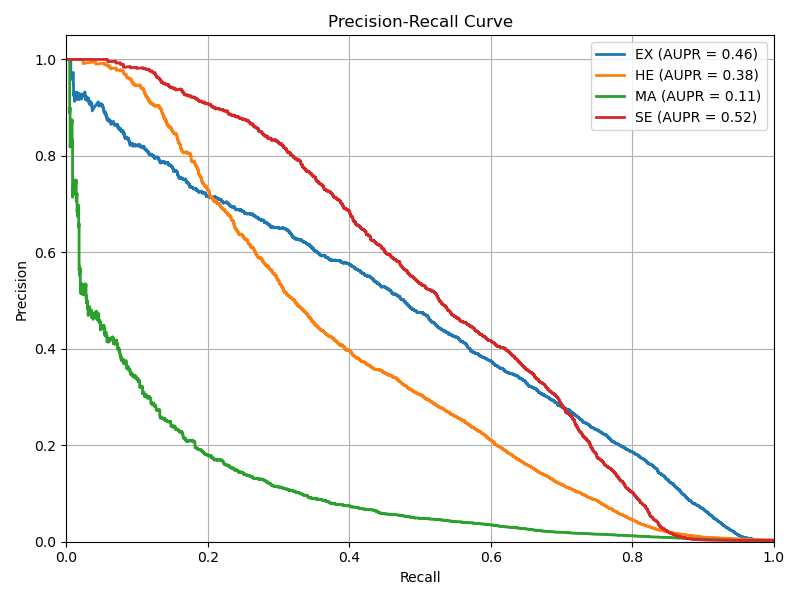 Precision-Recall Curve
EX (AUPR = 0.46)
HE (AUPR = 0.38)
MA (AUPR = 0.11)
SE (AUPR = 0.52)
Precision
1.0
0.8
0.6
0.4
0.2
0.0
0.0 0.2 0.4 0.6 0.8 1.0
Recall